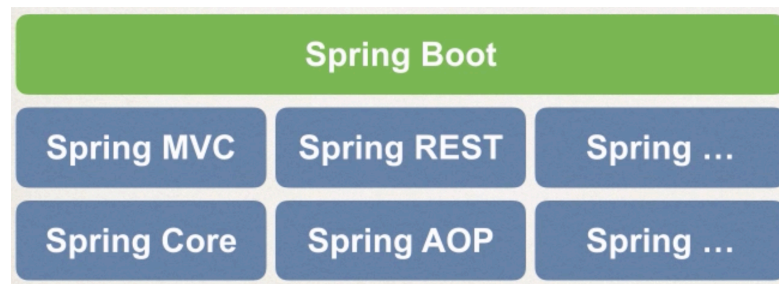 Spring Boot
Spring MVC Spring REST Spring …
Spring Core Spring AOP Spring …